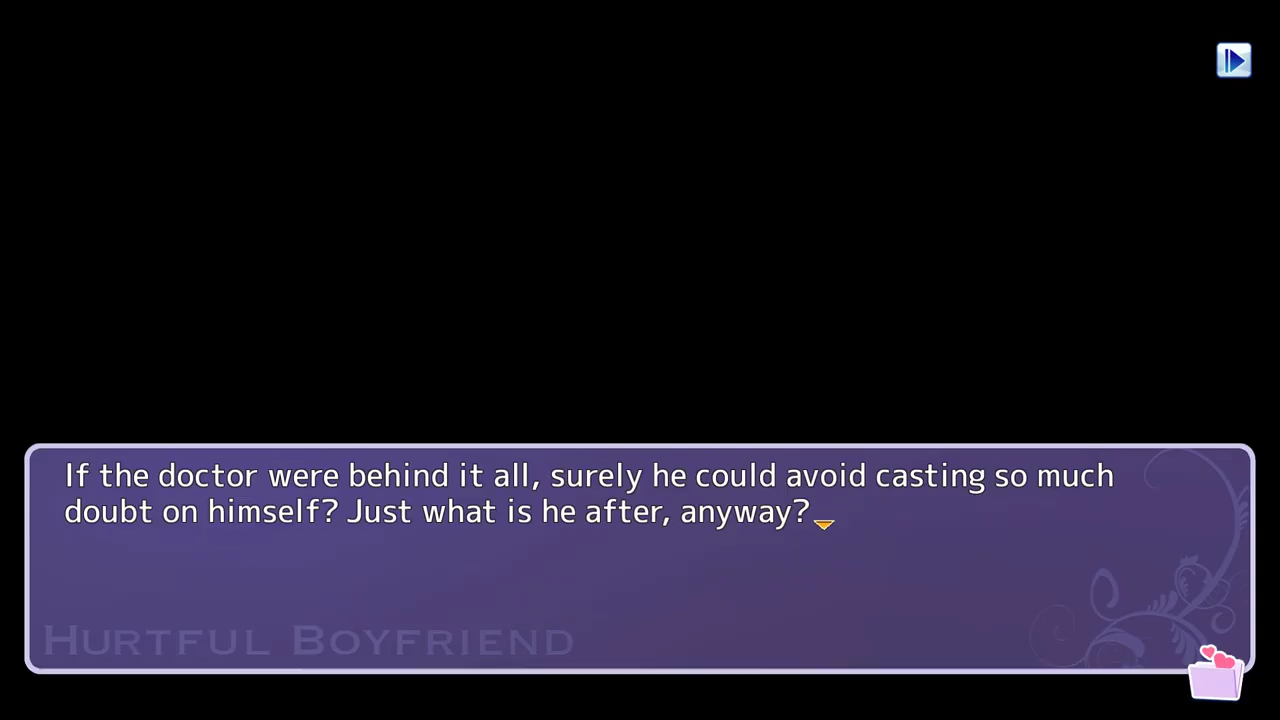 If the doctor were behind it all, surely he could avoid casting so much
doubt on himself? Just what is he after, anyway?
HURTFUL BOYFRIEND